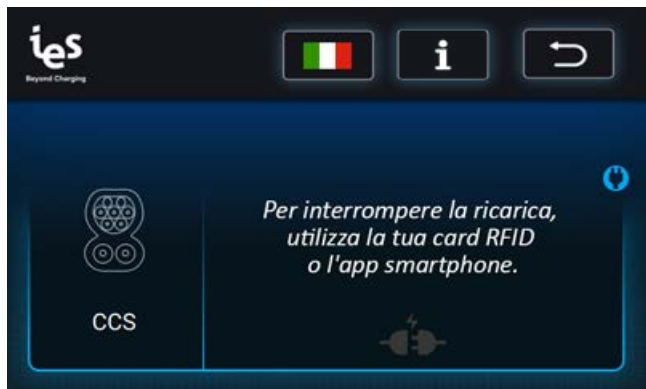 ies
Beyond Charging
i
Per interrompere la ricarica,
utilizza la tua card RFID
o l'app smartphone.
CCS